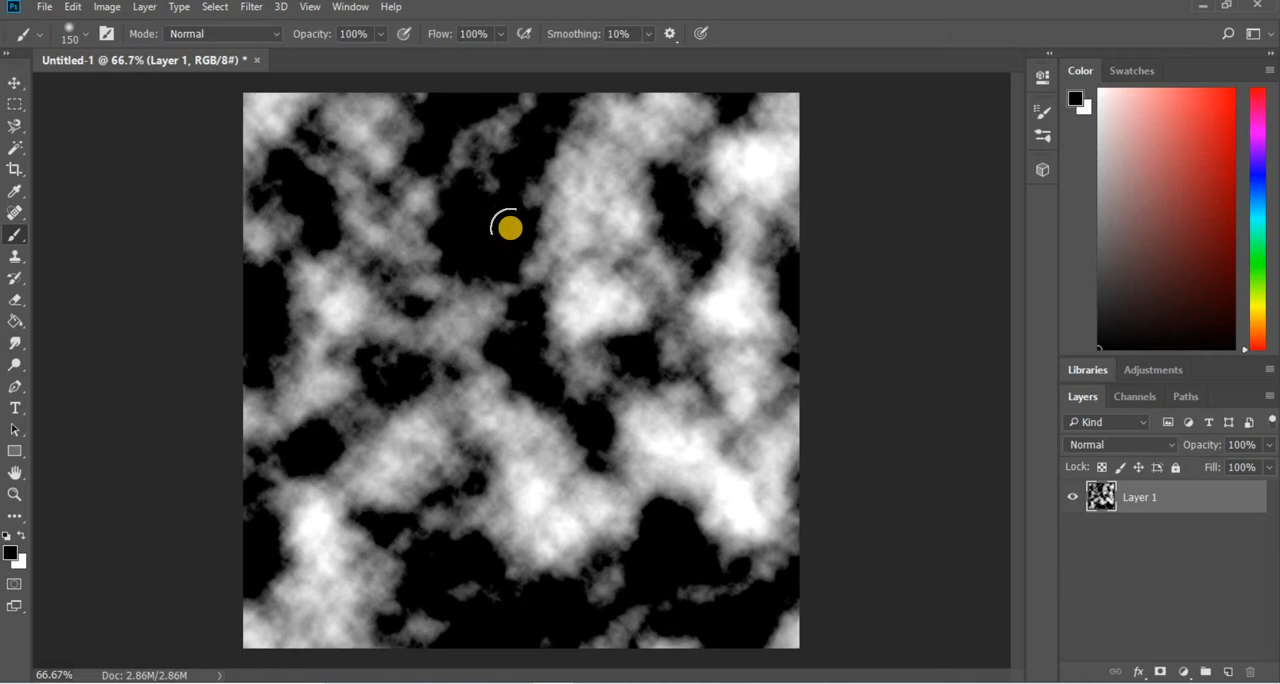 Ps File Edit Image Layer Type Select Filter 3D View Window Help
150 Mode: Normal Opacity: 100% Flow: 100% Smoothing: 10%
Untitled-1 @ 66.7% (Layer 1, RGB/8#) * ×
Color Swatches
Libraries Adjustments
Layers Channels Paths
Kind
Normal Opacity: 100%
Lock: Fill: 100%
Layer 1
66.67% Doc: 2.86M/2.86M